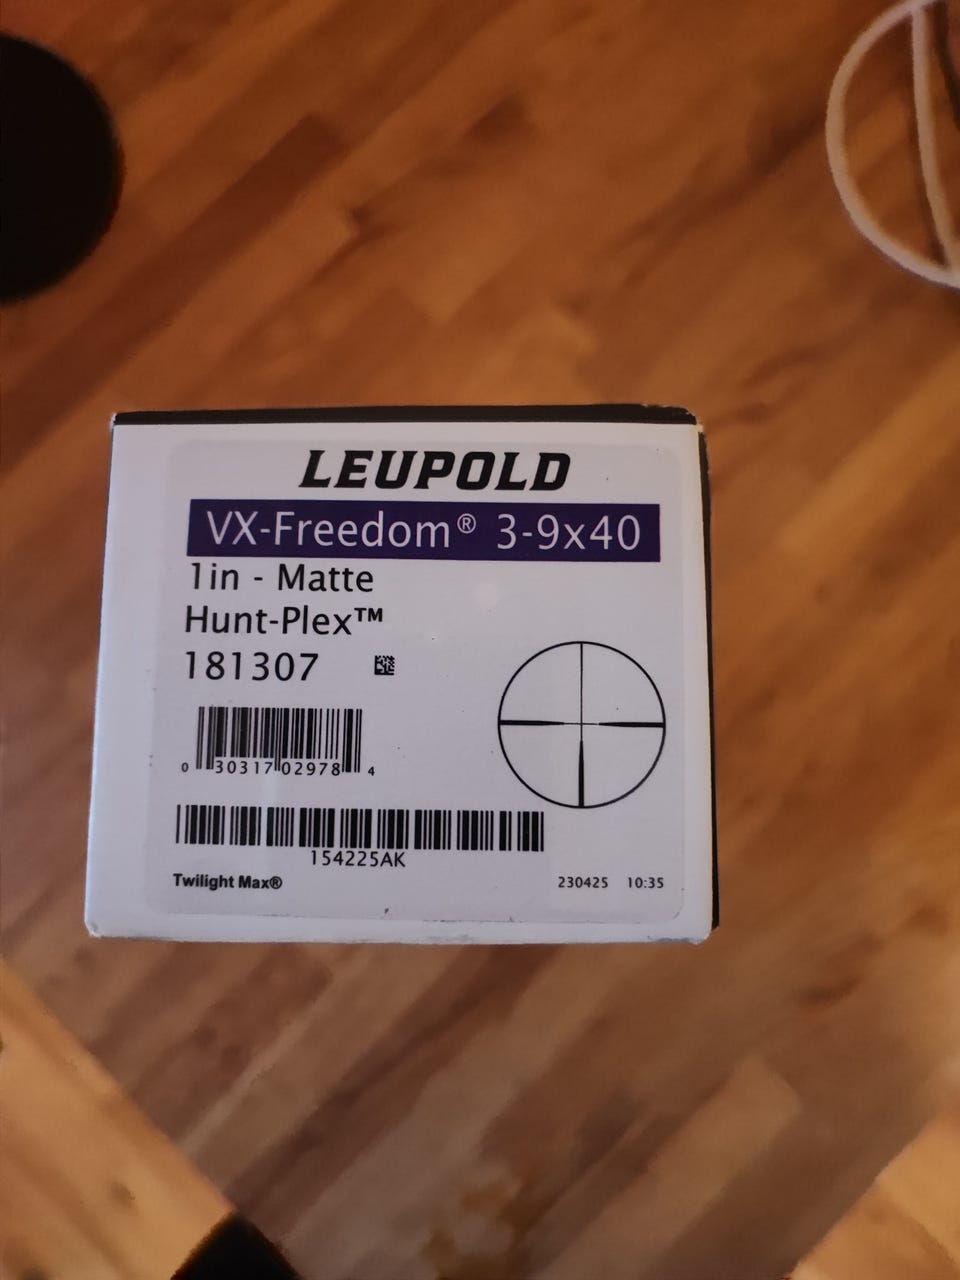 LEUPOLD
VX-Freedom® 3-9x40
1in - Matte
Hunt-Plex™
181307
0 30317 02978 4
154225AK
Twilight Max® 230425 10:35